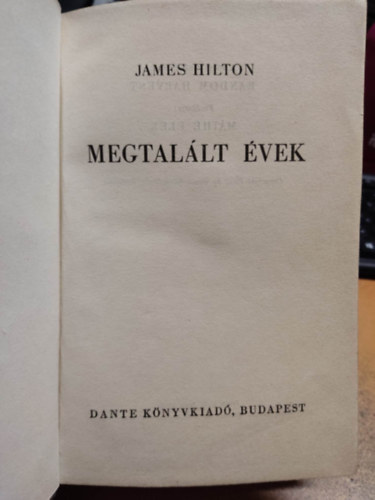 JAMES HILTON
MEGTALÁLT ÉVEK
DANTE KÖNYVKIADÓ, BUDAPEST